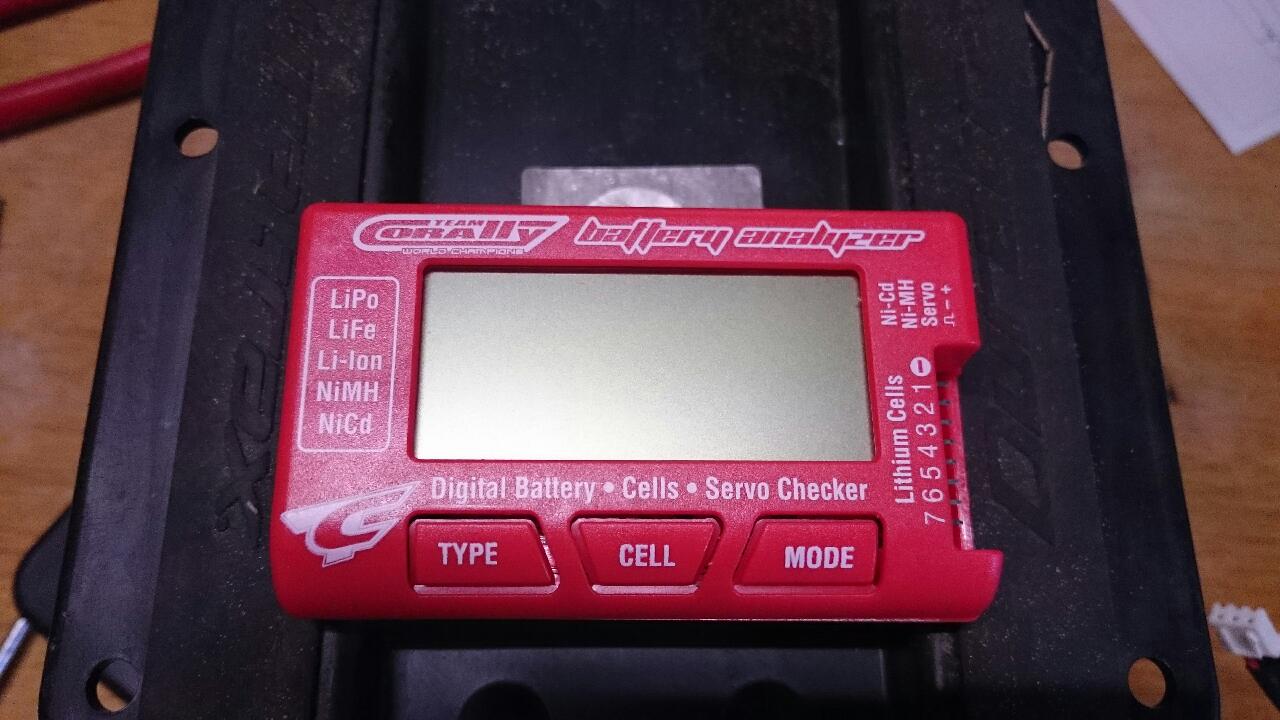 TEAM
CORALLY
WORLD CHAMPIONS
battery analyzer
LiPo
LiFe
Li-Ion
NiMH
NiCd
Ni-Cd
Ni-MH
Servo
- +
Lithium Cells
7 6 5 4 3 2 1 -
Digital Battery • Cells • Servo Checker
TYPE
CELL
MODE